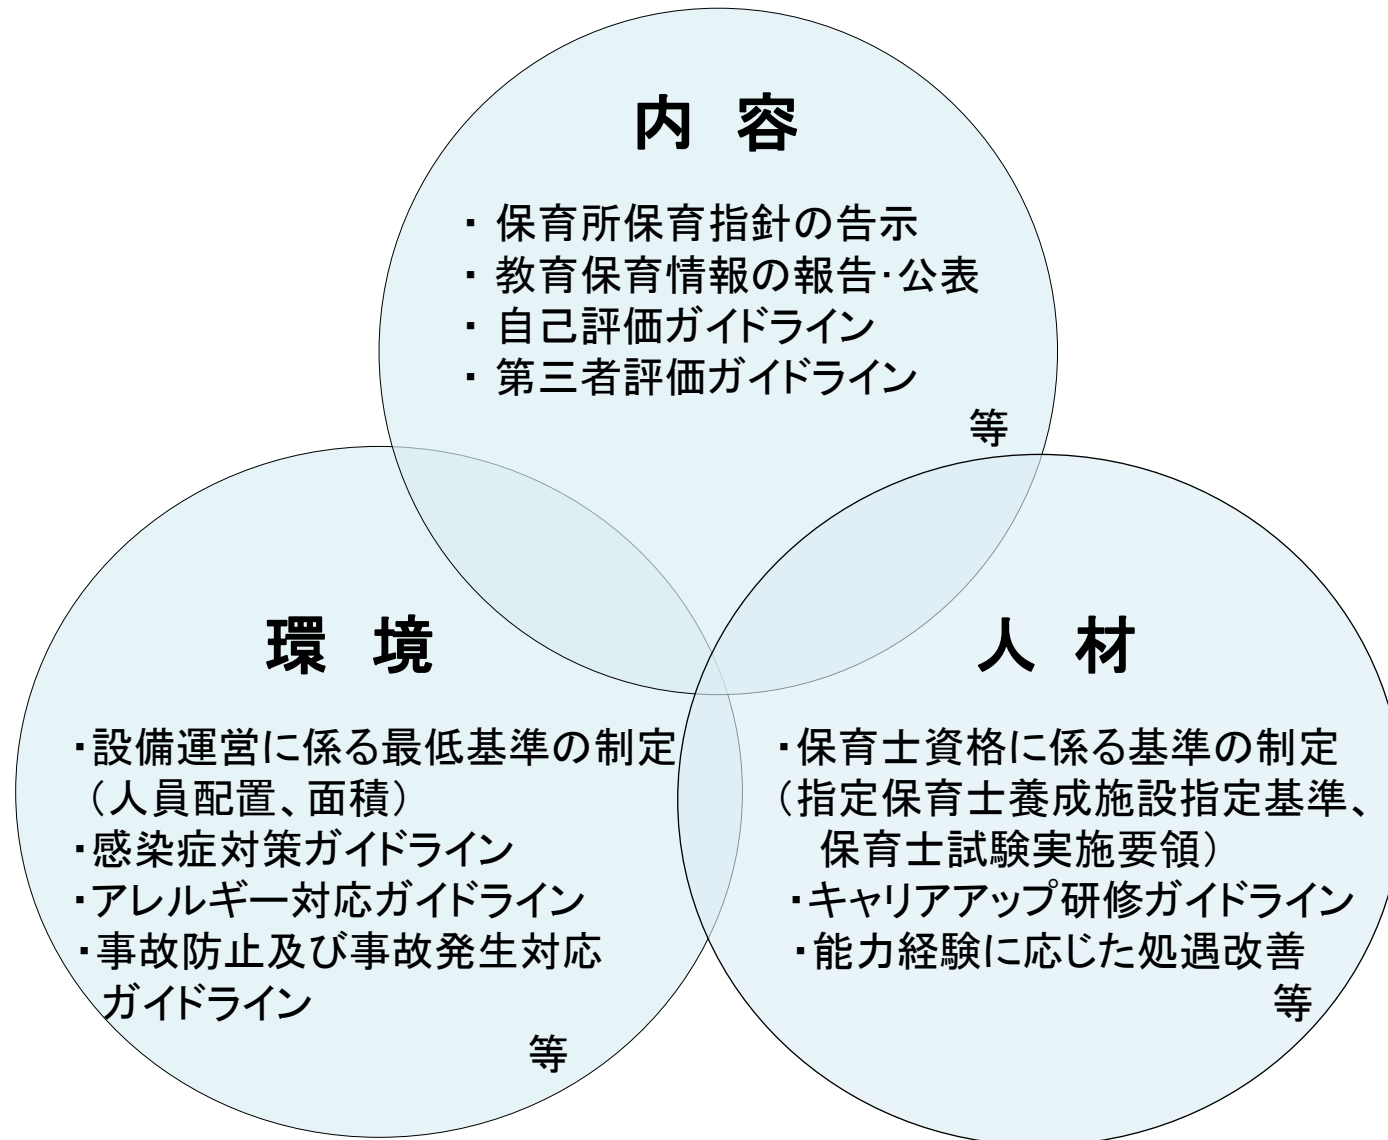 内 容
・ 保育所保育指針の告示
・ 教育保育情報の報告・公表
・ 自己評価ガイドライン
・ 第三者評価ガイドライン
等
環 境
・設備運営に係る最低基準の制定
（人員配置、面積）
・感染症対策ガイドライン
・アレルギー対応ガイドライン
・事故防止及び事故発生対応
ガイドライン
等
人 材
・保育士資格に係る基準の制定
（指定保育士養成施設指定基準、
保育士試験実施要領）
・キャリアアップ研修ガイドライン
・能力経験に応じた処遇改善
等